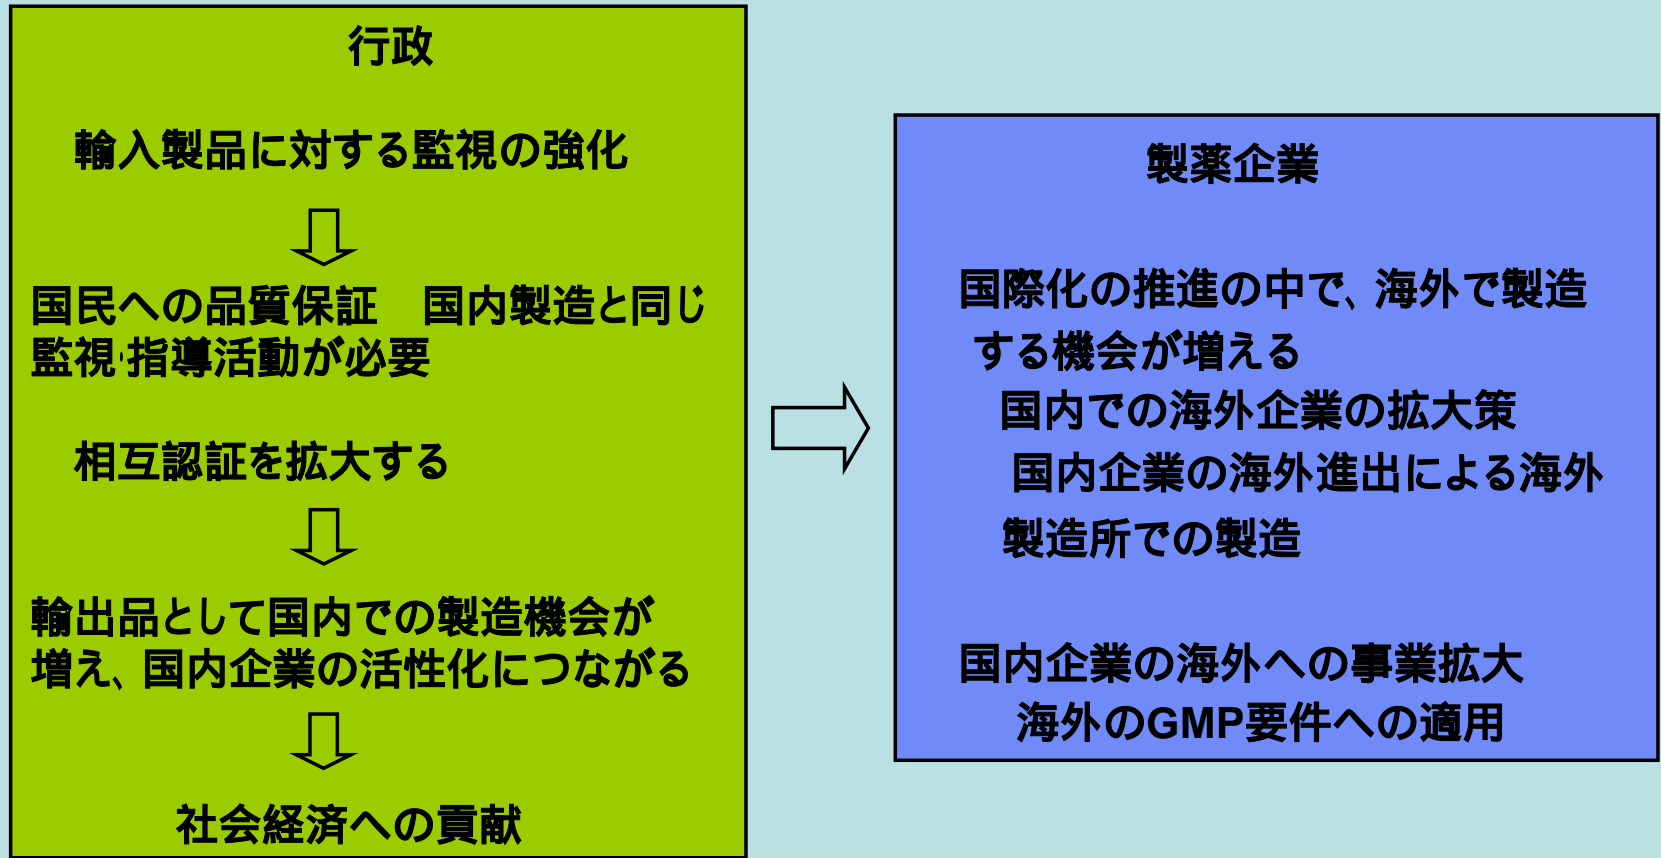 行政
輸入製品に対する監視の強化
国民への品質保証　国内製造と同じ
監視・指導活動が必要
相互認証を拡大する
輸出品として国内での製造機会が
増え、国内企業の活性化につながる
社会経済への貢献
製薬企業
国際化の推進の中で、海外で製造
する機会が増える
国内での海外企業の拡大策
国内企業の海外進出による海外
製造所での製造
国内企業の海外への事業拡大
海外のGMP要件への適用